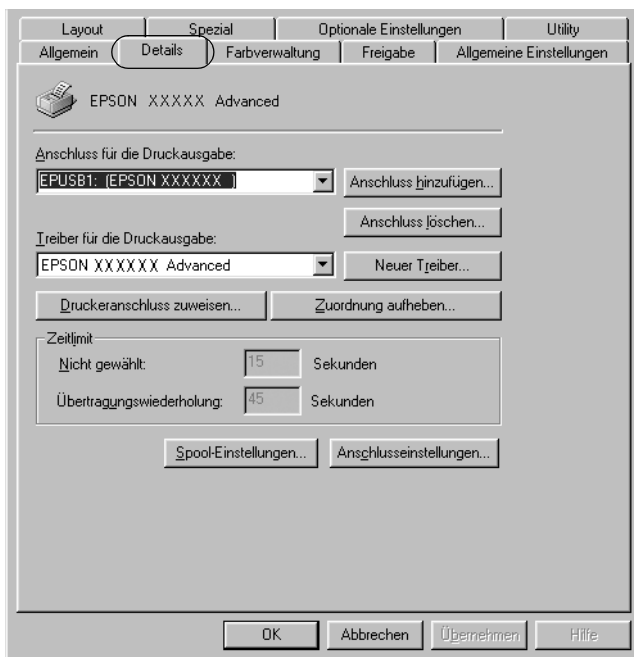 Layout Spezial Optionale Einstellungen Utility
Allgemein Details Farbverwaltung Freigabe Allgemeine Einstellungen
EPSON XXXXX Advanced
Anschluss für die Druckausgabe:
EPUSB1: (EPSON XXXXXX ) Anschluss hinzufügen...
Anschluss löschen...
Treiber für die Druckausgabe:
EPSON XXXXXX Advanced Neuer Treiber...
Druckeranschluss zuweisen... Zuordnung aufheben...
Zeitlimit
Nicht gewählt: 15 Sekunden
Übertragungswiederholung: 45 Sekunden
Spool-Einstellungen... Anschlusseinstellungen...
OK Abbrechen Übernehmen Hilfe